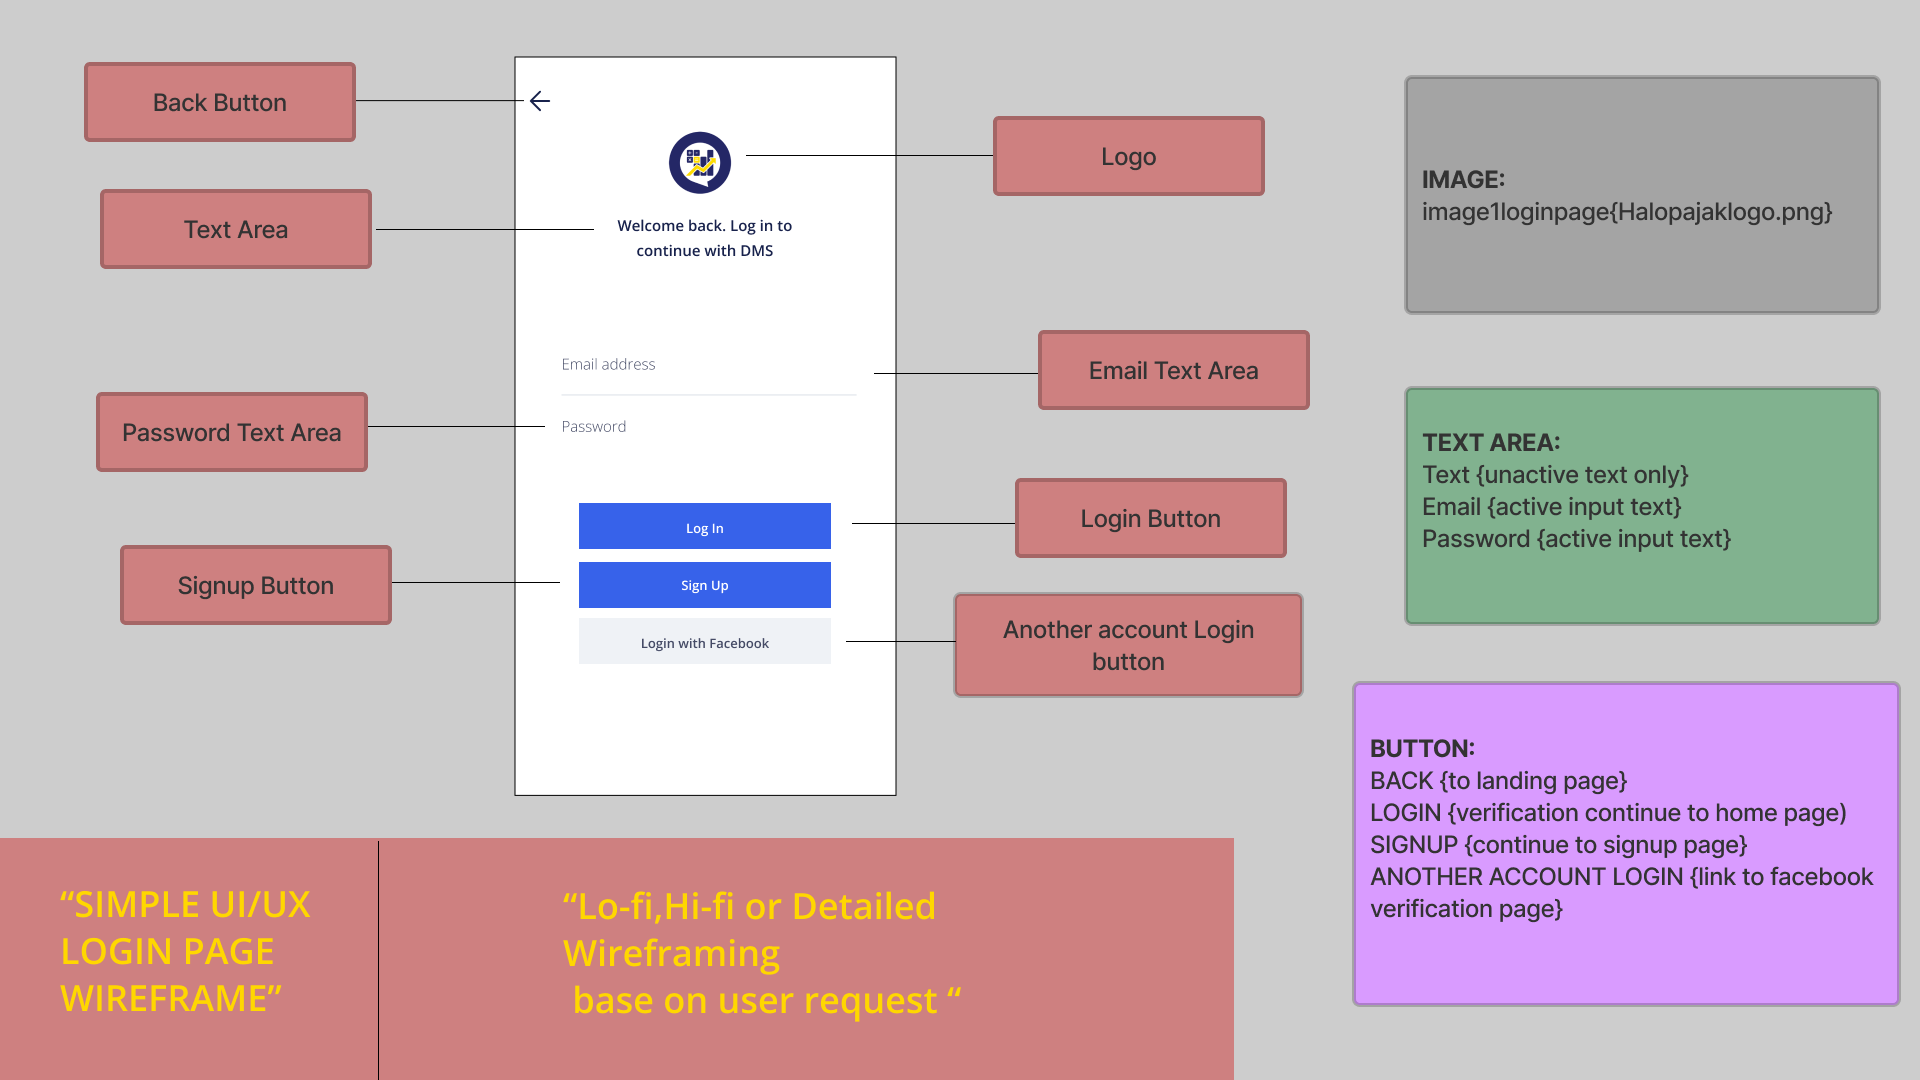 Back Button
Text Area
Password Text Area
Signup Button
Welcome back. Log in to
continue with DMS
Email address
Password
Log In
Sign Up
Login with Facebook
Logo
Email Text Area
Login Button
Another account Login
button
IMAGE:
image1loginpage{Halopajaklogo.png}
TEXT AREA:
Text {unactive text only}
Email {active input text}
Password {active input text}
BUTTON:
BACK {to landing page}
LOGIN {verification continue to home page)
SIGNUP {continue to signup page}
ANOTHER ACCOUNT LOGIN {link to facebook
verification page}
“SIMPLE UI/UX
LOGIN PAGE
WIREFRAME”
“Lo-fi,Hi-fi or Detailed
Wireframing
base on user request “